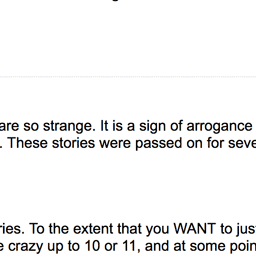 are so strange. It is a sign of arrogance
. These stories were passed on for seve
ries. To the extent that you WANT to jus
e crazy up to 10 or 11, and at some poin